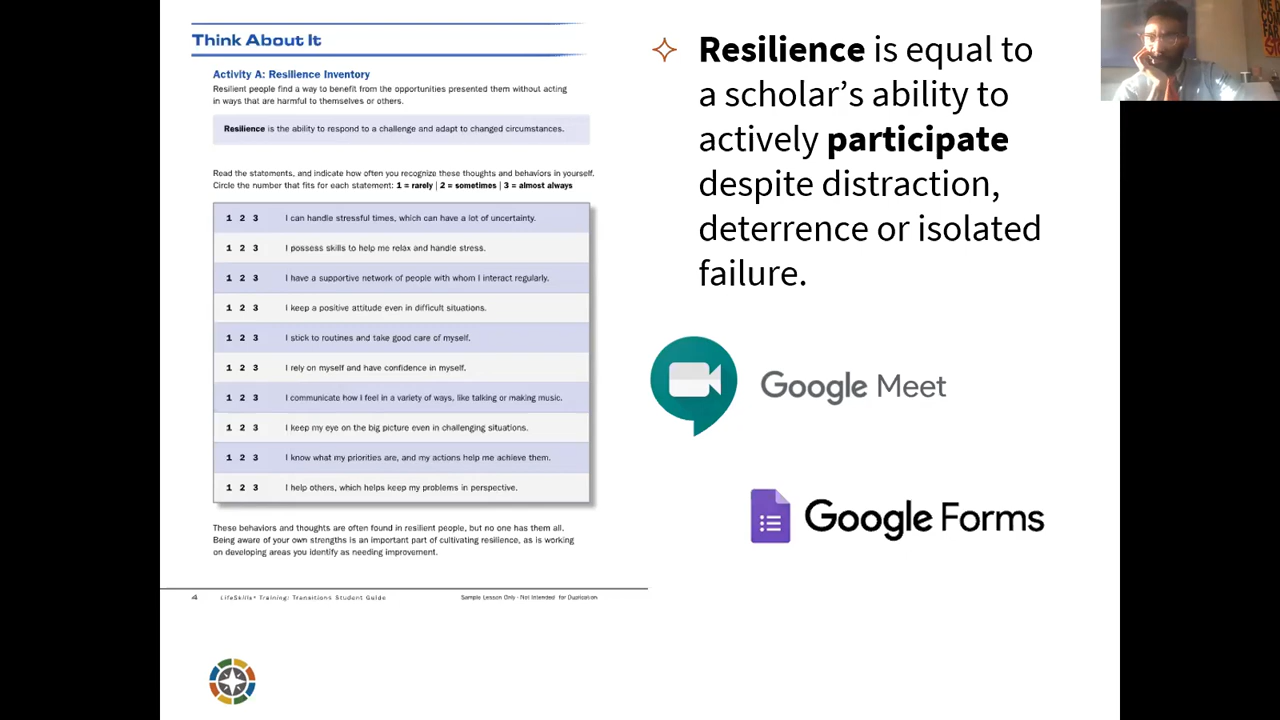 Think About It
Activity A: Resilience Inventory
Resilient people find a way to benefit from the opportunities presented them without acting
in ways that are harmful to themselves or others.
Resilience is the ability to respond to a challenge and adapt to changed circumstances.
Read the statements, and indicate how often you recognize these thoughts and behaviors in yourself.
Circle the number that fits for each statement: 1 = rarely | 2 = sometimes | 3 = almost always
1 2 3 I can handle stressful times, which can have a lot of uncertainty.
1 2 3 I possess skills to help me relax and handle stress.
1 2 3 I have a supportive network of people with whom I interact regularly.
1 2 3 I keep a positive attitude even in difficult situations.
1 2 3 I stick to routines and take good care of myself.
1 2 3 I rely on myself and have confidence in myself.
1 2 3 I communicate how I feel in a variety of ways, like talking or making music.
1 2 3 I keep my eye on the big picture even in challenging situations.
1 2 3 I know what my priorities are, and my actions help me achieve them.
1 2 3 I help others, which helps keep my problems in perspective.
These behaviors and thoughts are often found in resilient people, but no one has them all.
Being aware of your own strengths is an important part of cultivating resilience, as is working
on developing areas you identify as needing improvement.
4 LifeSkills® Training: Transitions Student Guide Sample Lesson Only - Not Intended for Duplication
Resilience is equal to
a scholar’s ability to
actively participate
despite distraction,
deterrence or isolated
failure.
Google Meet
Google Forms